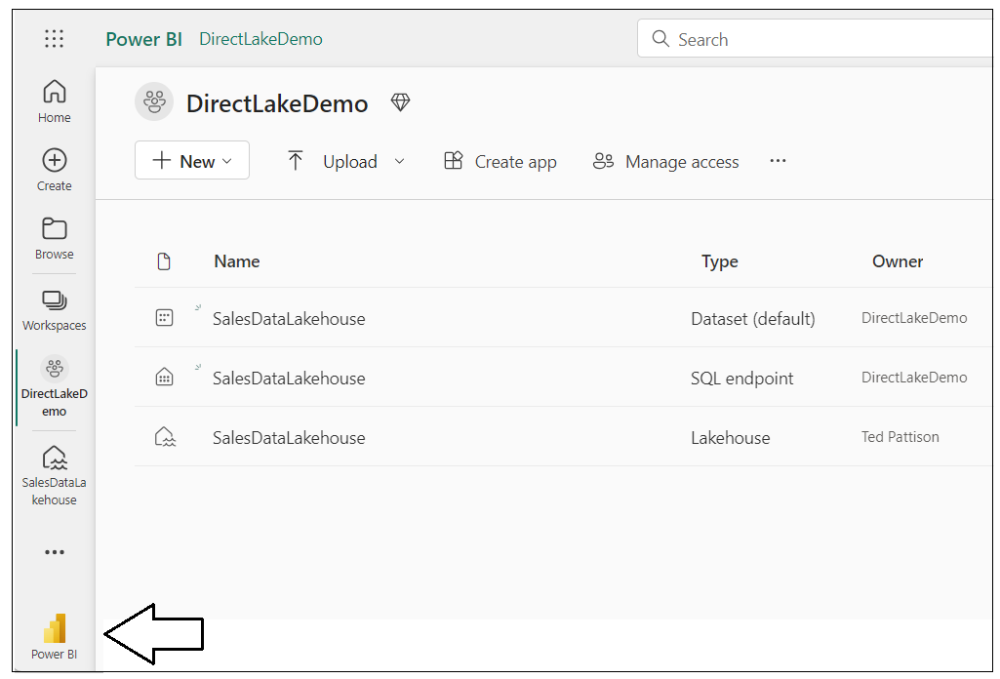 Power BI DirectLakeDemo
Search
Home
Create
Browse
Workspaces
DirectLakeD
emo
SalesDataLa
kehouse
Power BI
DirectLakeDemo
New
Upload
Create app
Manage access
Name Type Owner
SalesDataLakehouse Dataset (default) DirectLakeDemo
SalesDataLakehouse SQL endpoint DirectLakeDemo
SalesDataLakehouse Lakehouse Ted Pattison